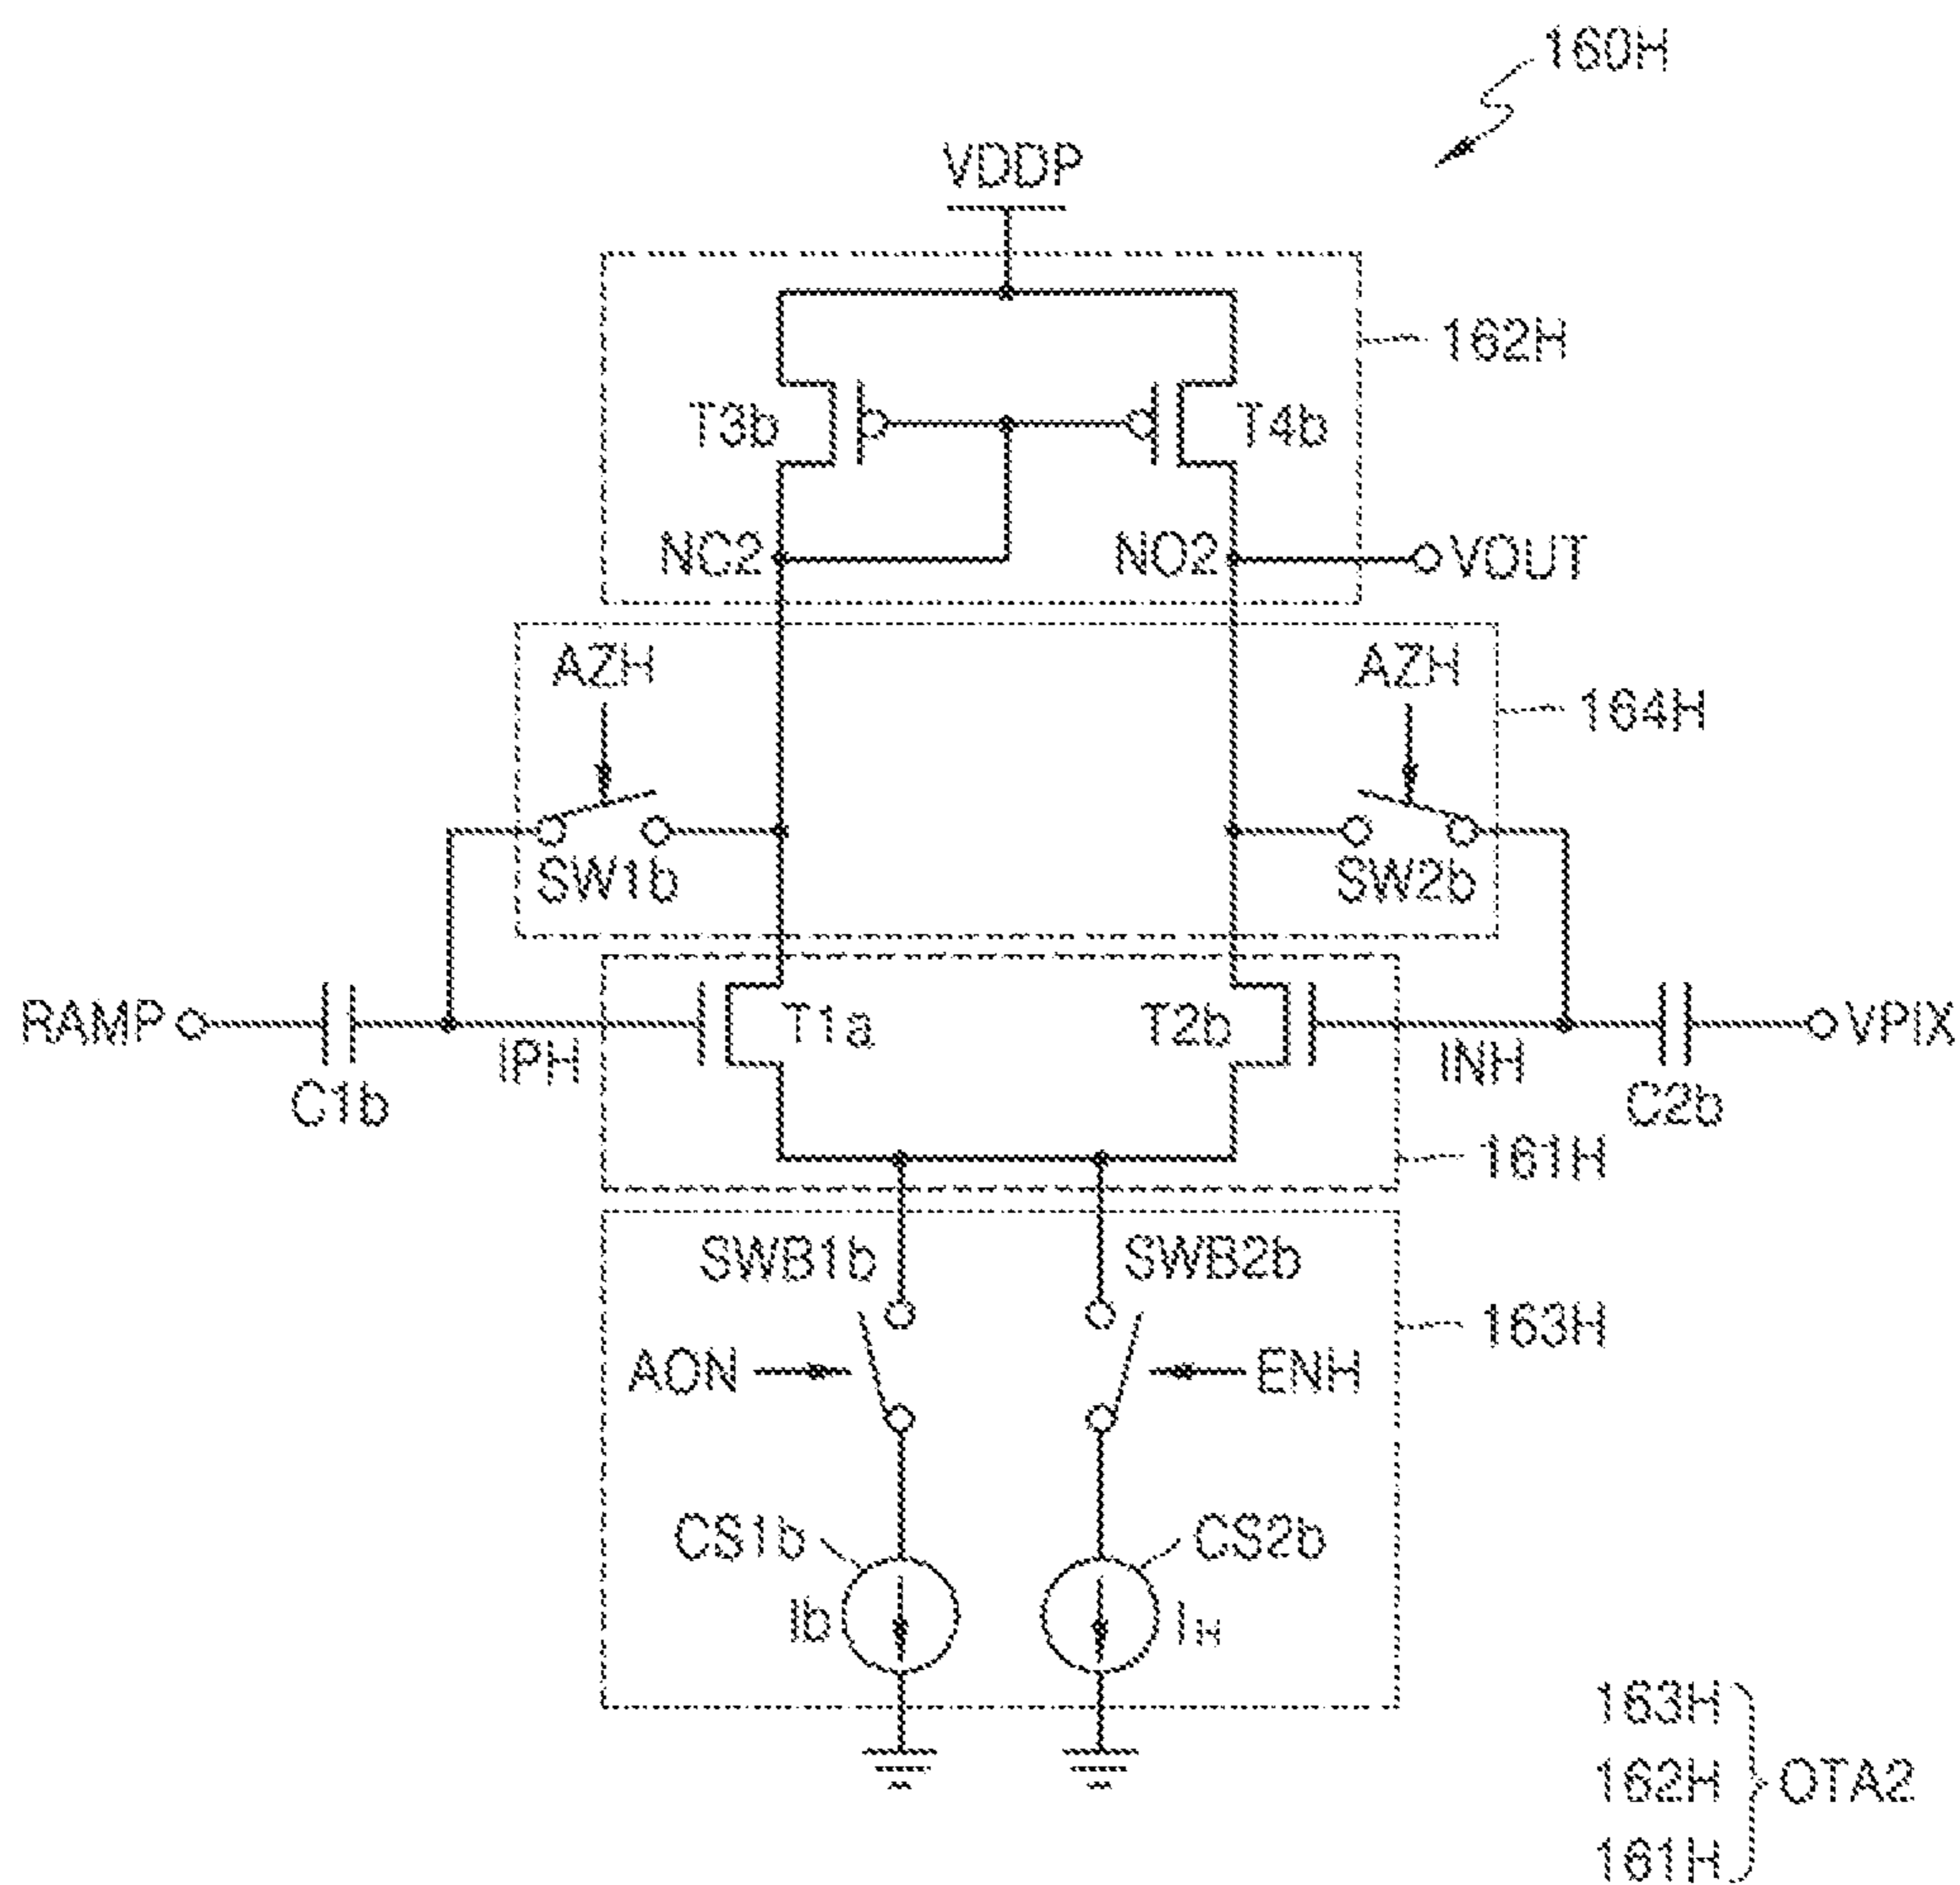 160H
VDDP
162H
T3b
T4b
NC2
NO2
VOUT
AZH
AZH
164H
SW1b
SW2b
RAMP
T1a
T2b
VPIX
IPH
INH
C1b
C2b
161H
SWB1b
SWB2b
163H
AON
ENH
CS1b
CS2b
Ib
IH
163H
162H
OTA2
161H